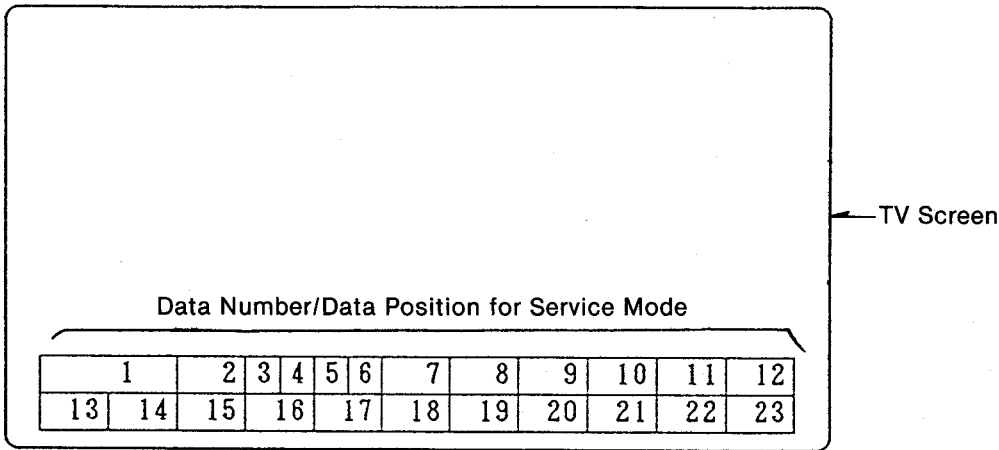 TV Screen
Data Number/Data Position for Service Mode
1 2 3 4 5 6 7 8 9 10 11 12
13 14 15 16 17 18 19 20 21 22 23